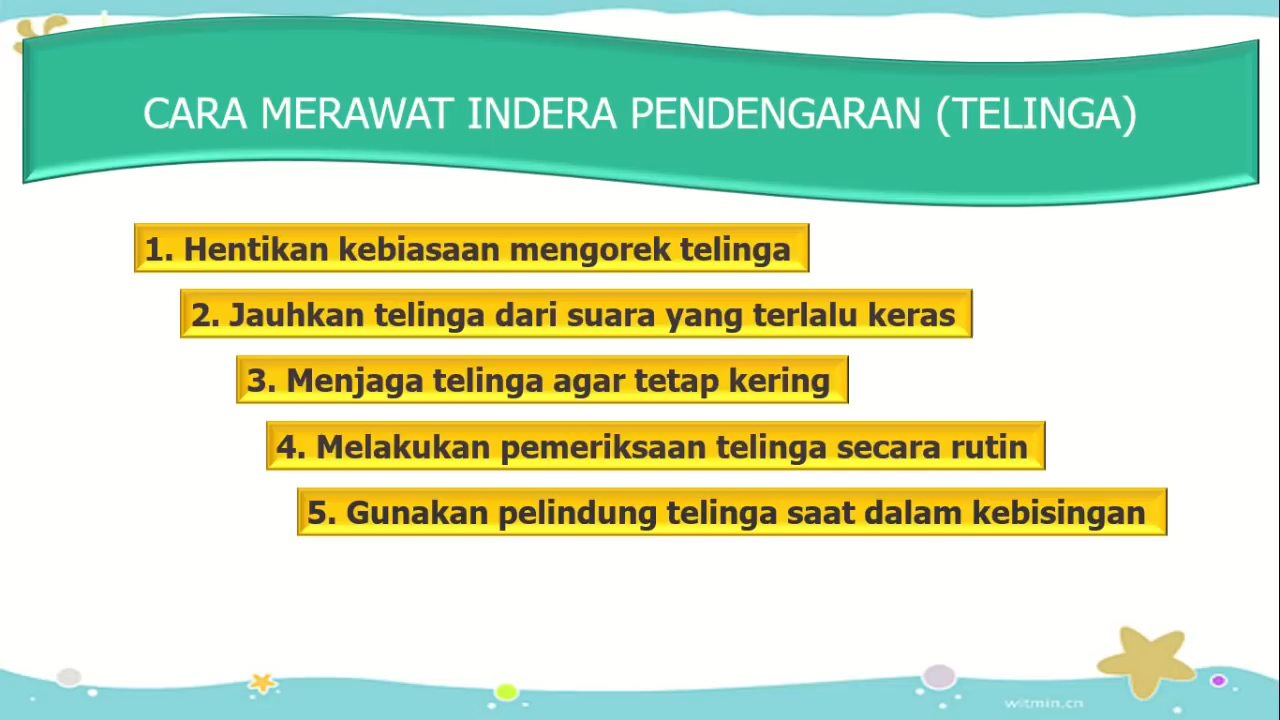 CARA MERAWAT INDERA PENDENGARAN (TELINGA)
1. Hentikan kebiasaan mengorek telinga
2. Jauhkan telinga dari suara yang terlalu keras
3. Menjaga telinga agar tetap kering
4. Melakukan pemeriksaan telinga secara rutin
5. Gunakan pelindung telinga saat dalam kebisingan
witmin.cn